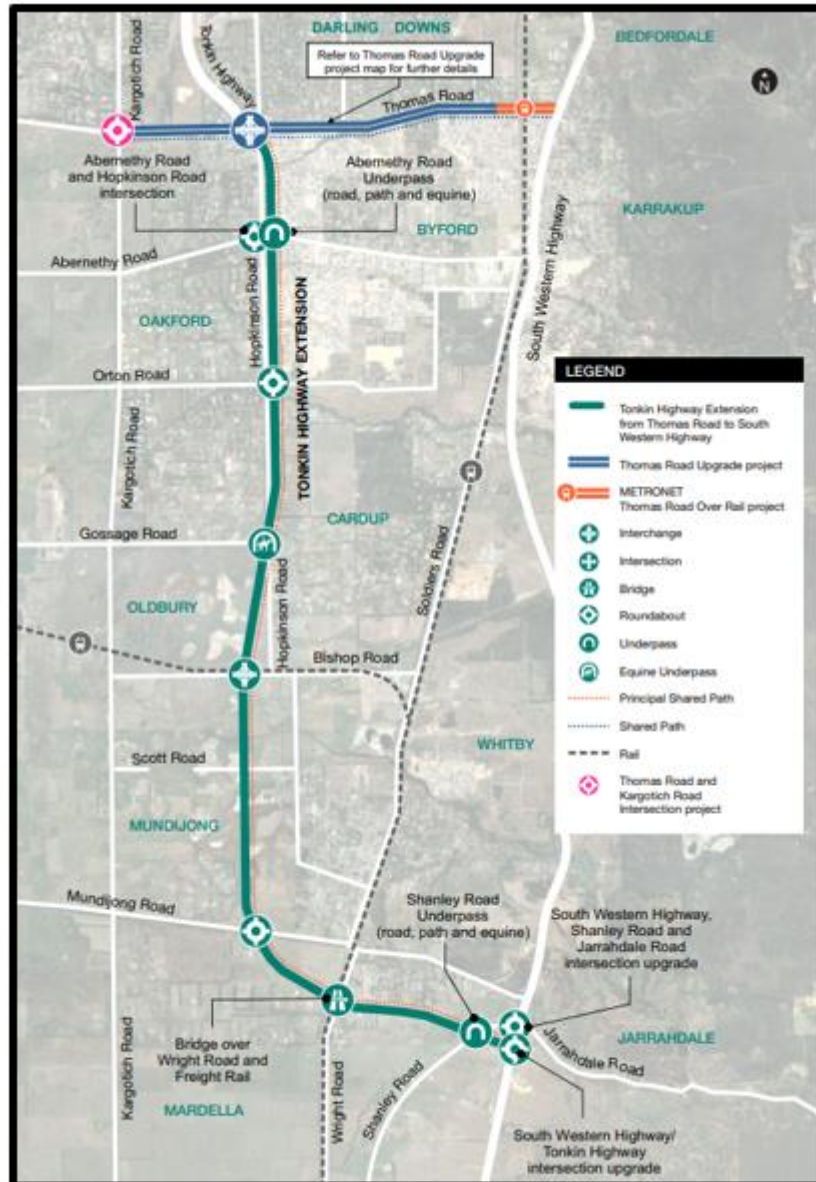 DARLING DOWNS
BEDFORDALE
Kargotich Road
Tonkin Highway
Refer to Thomas Road Upgrade
project map for further details
Thomas Road
N
Abernethy Road
and Hopkinson Road
intersection
Abernethy Road
Underpass
(road, path and equine)
BYFORD
KARRAKUP
Abernethy Road
Hopkinson Road
South Western Highway
OAKFORD
TONKIN HIGHWAY EXTENSION
Orton Road
Kargotich Road
LEGEND
Tonkin Highway Extension
from Thomas Road to South
Western Highway
Thomas Road Upgrade project
METRONET
Thomas Road Over Rail project
Interchange
Intersection
Bridge
Roundabout
Underpass
Equine Underpass
Principal Shared Path
Shared Path
Rail
Thomas Road and
Kargotich Road
Intersection project
CARDUP
Gossage Road
Soldiers Road
OLDBURY
Hopkinson Road
Bishop Road
WHITBY
Scott Road
MUNDIJONG
Mundijong Road
Shanley Road
Underpass
(road, path and equine)
South Western Highway,
Shanley Road and
Jarrahdale Road
intersection upgrade
Bridge over
Wright Road and
Freight Rail
JARRAHDALE
Jarrahdale Road
Kargotich Road
Wright Road
Shanley Road
MARDELLA
South Western Highway/
Tonkin Highway
intersection upgrade